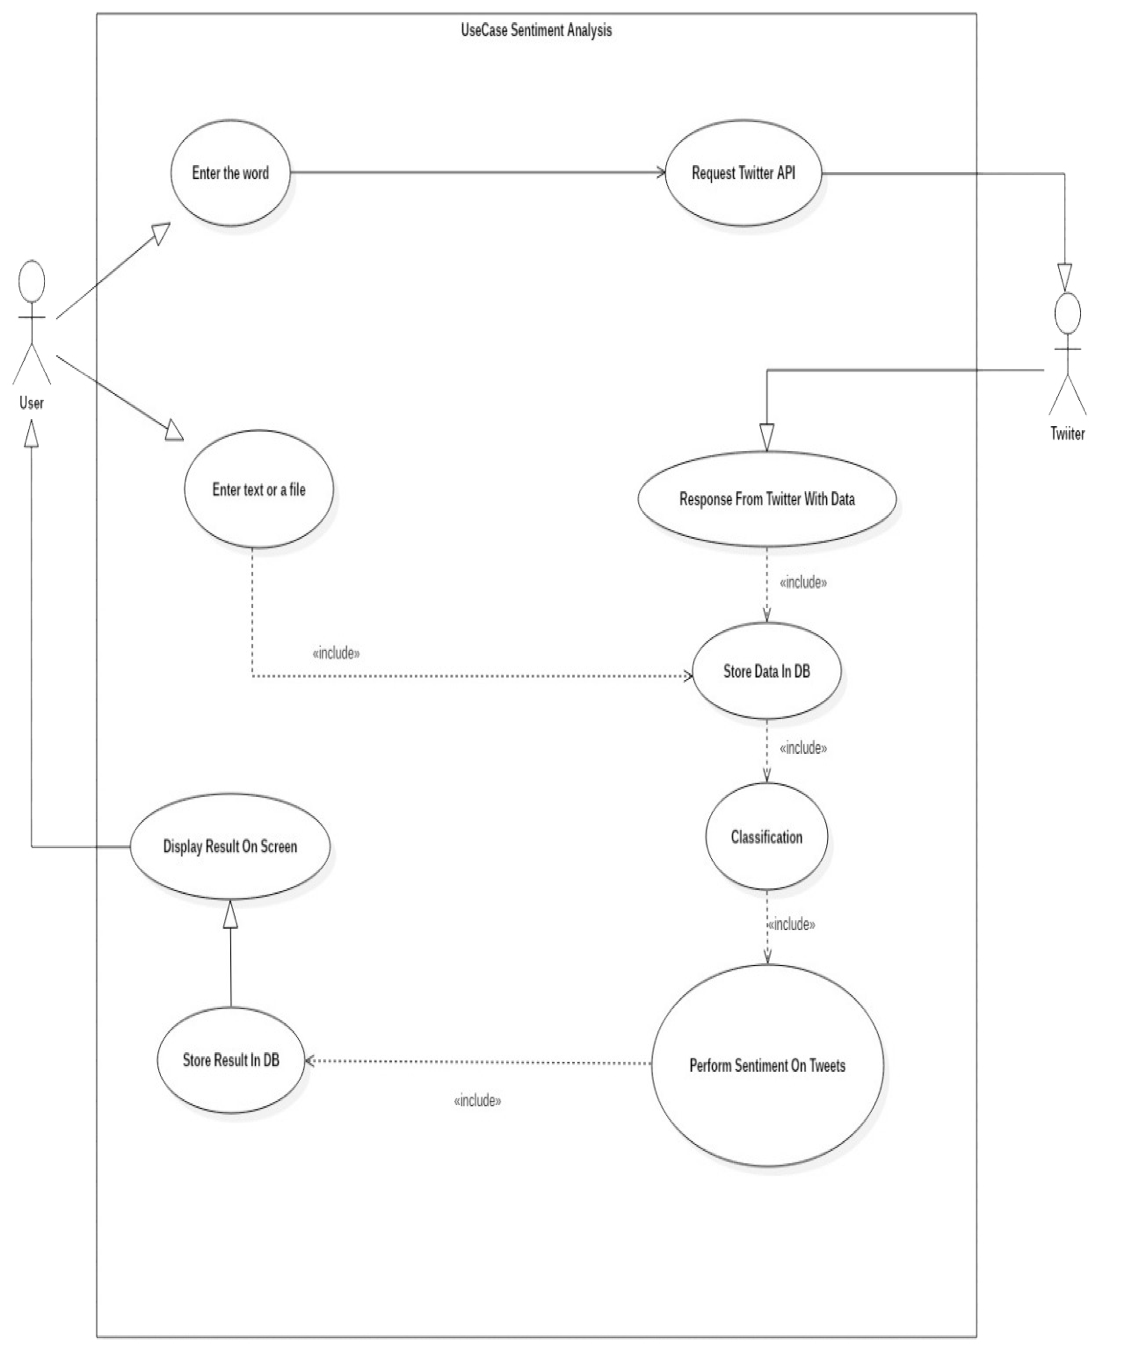 UseCase Sentiment Analysis
Enter the word
Request Twitter API
User
Twiiter
Enter text or a file
Response From Twitter With Data
«include»
«include»
Store Data In DB
«include»
Classification
Display Result On Screen
«include»
Store Result In DB
Perform Sentiment On Tweets
«include»